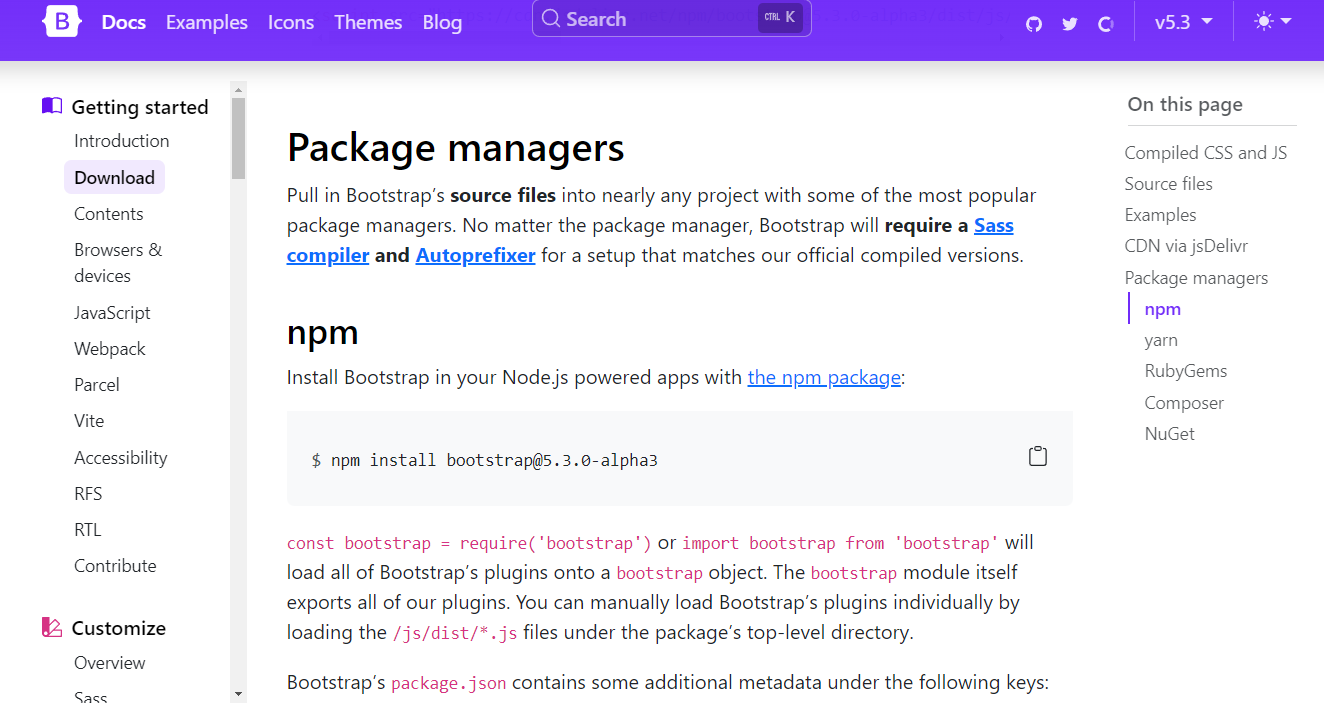 B Docs Examples Icons Themes Blog Search CTRL K v5.3
Getting started
Introduction
Download
Contents
Browsers &
devices
JavaScript
Webpack
Parcel
Vite
Accessibility
RFS
RTL
Contribute
Customize
Overview
Sass
Package managers
Pull in Bootstrap’s source files into nearly any project with some of the most popular
package managers. No matter the package manager, Bootstrap will require a Sass
compiler and Autoprefixer for a setup that matches our official compiled versions.
npm
Install Bootstrap in your Node.js powered apps with the npm package:
$ npm install bootstrap@5.3.0-alpha3
const bootstrap = require('bootstrap') or import bootstrap from 'bootstrap' will
load all of Bootstrap’s plugins onto a bootstrap object. The bootstrap module itself
exports all of our plugins. You can manually load Bootstrap’s plugins individually by
loading the /js/dist/*.js files under the package’s top-level directory.
Bootstrap’s package.json contains some additional metadata under the following keys:
On this page
Compiled CSS and JS
Source files
Examples
CDN via jsDelivr
Package managers
npm
yarn
RubyGems
Composer
NuGet